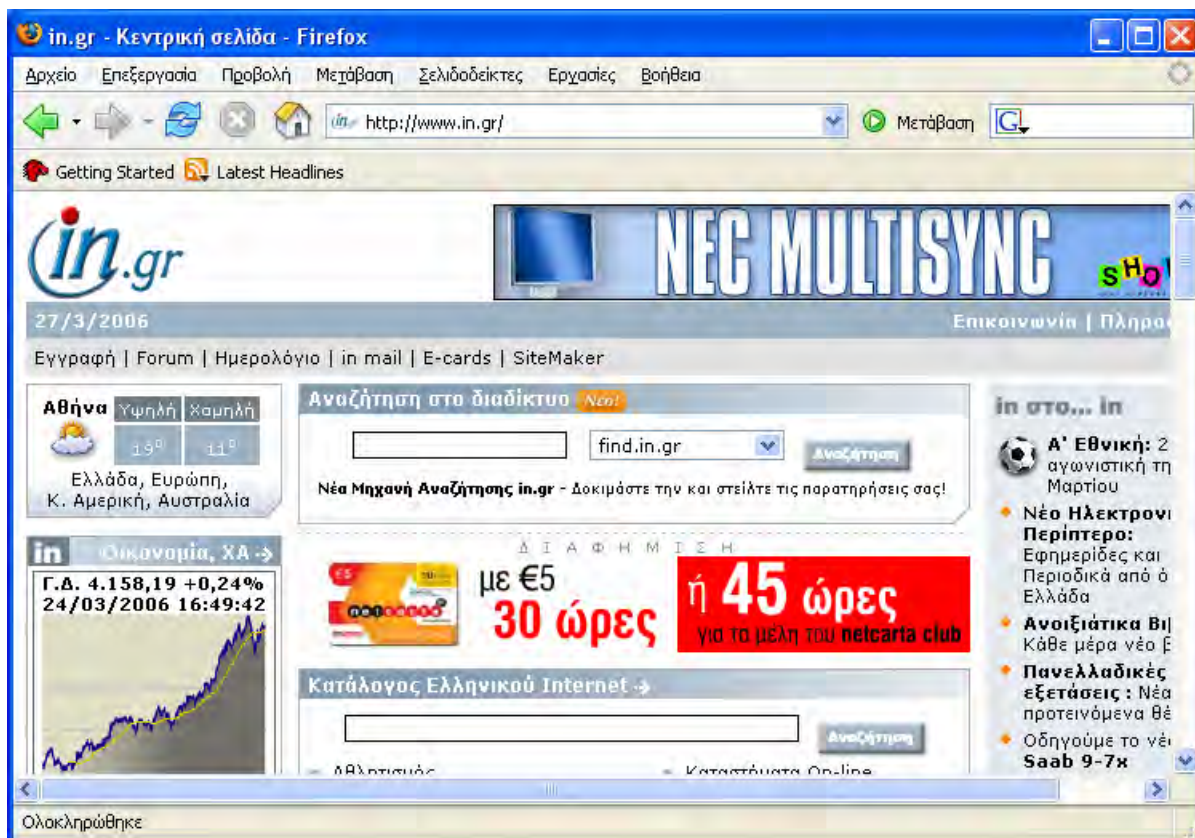 in.gr - Κεντρική σελίδα - Firefox
Αρχείο Επεξεργασία Προβολή Μετάβαση Σελιδοδείκτες Εργασίες Βοήθεια
http://www.in.gr/ Μετάβαση G
Getting Started Latest Headlines
in.gr
NEC MULTISYNC
27/3/2006 Επικοινωνία |
Εγγραφή | Forum | Ημερολόγιο | in mail | E-cards | SiteMaker
Αθήνα Υψηλή Χαμηλή
19° 11°
Ελλάδα, Ευρώπη,
Κ. Αμερική, Αυστραλία
in Οικονομία, ΧΑ
Γ.Δ. 4.158,19 +0,24%
24/03/2006 16:49:42
Αναζήτηση στο διαδίκτυο Νέο!
find.in.gr Αναζήτηση
Νέα Μηχανή Αναζήτησης in.gr - Δοκιμάστε την και στείλτε τις παρατηρήσεις σας!
ΔΙΑΦΗΜΙΣΗ
€5
με €5
30 ώρες
ή 45 ώρες
για τα μέλη του netcarta club
Κατάλογος Ελληνικού Internet
Αναζήτηση
Αθλητισμός Καταστήματα On-line
in στο... in
Α' Εθνική: 2
αγωνιστική τη
Μαρτίου
Νέο Ηλεκτρονι
Περίπτερο:
Εφημερίδες και
Περιοδικά από ό
Ελλάδα
Ανοιξιάτικα
Κάθε μέρα νέο
Πανελλαδικές
εξετάσεις : Νέα
προτεινόμενα θέ
Οδηγούμε το
Saab 9-7x
Ολοκληρώθηκε